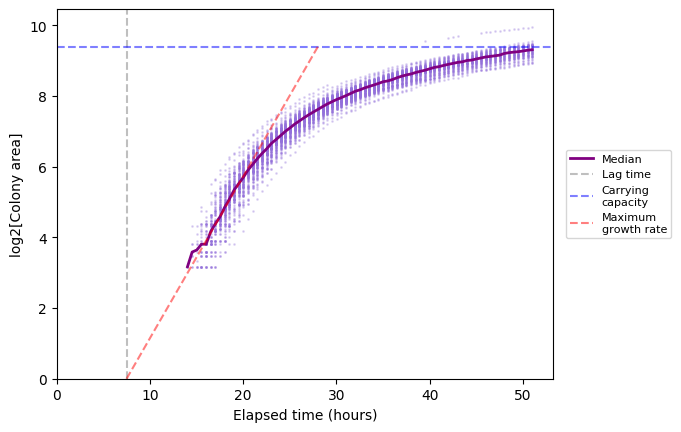 10
8
6
4
2
0
log2[Colony area]
0 10 20 30 40 50
Elapsed time (hours)
Median
Lag time
Carrying
capacity
Maximum
growth rate